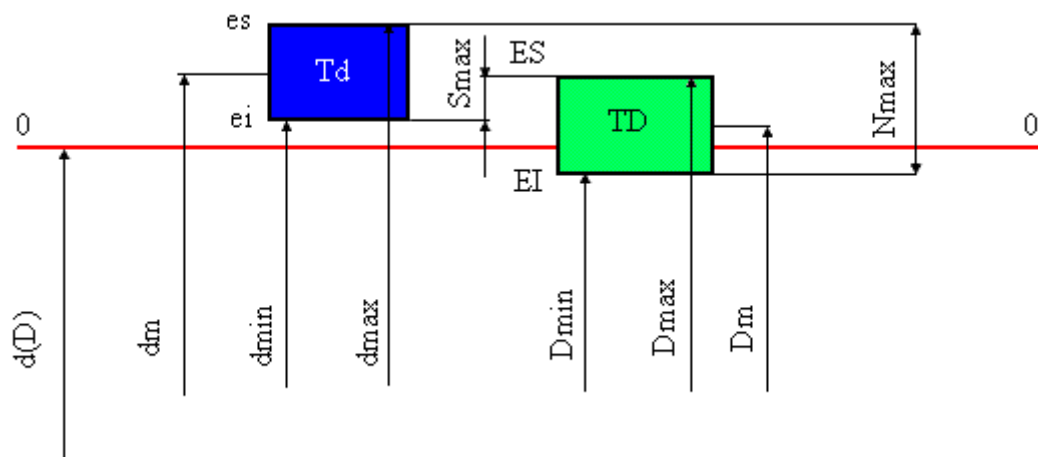 es
Td
ei
0
Smax
ES
TD
EI
Nmax
0
d(D)
dm
dmin
dmax
Dmin
Dmax
Dm